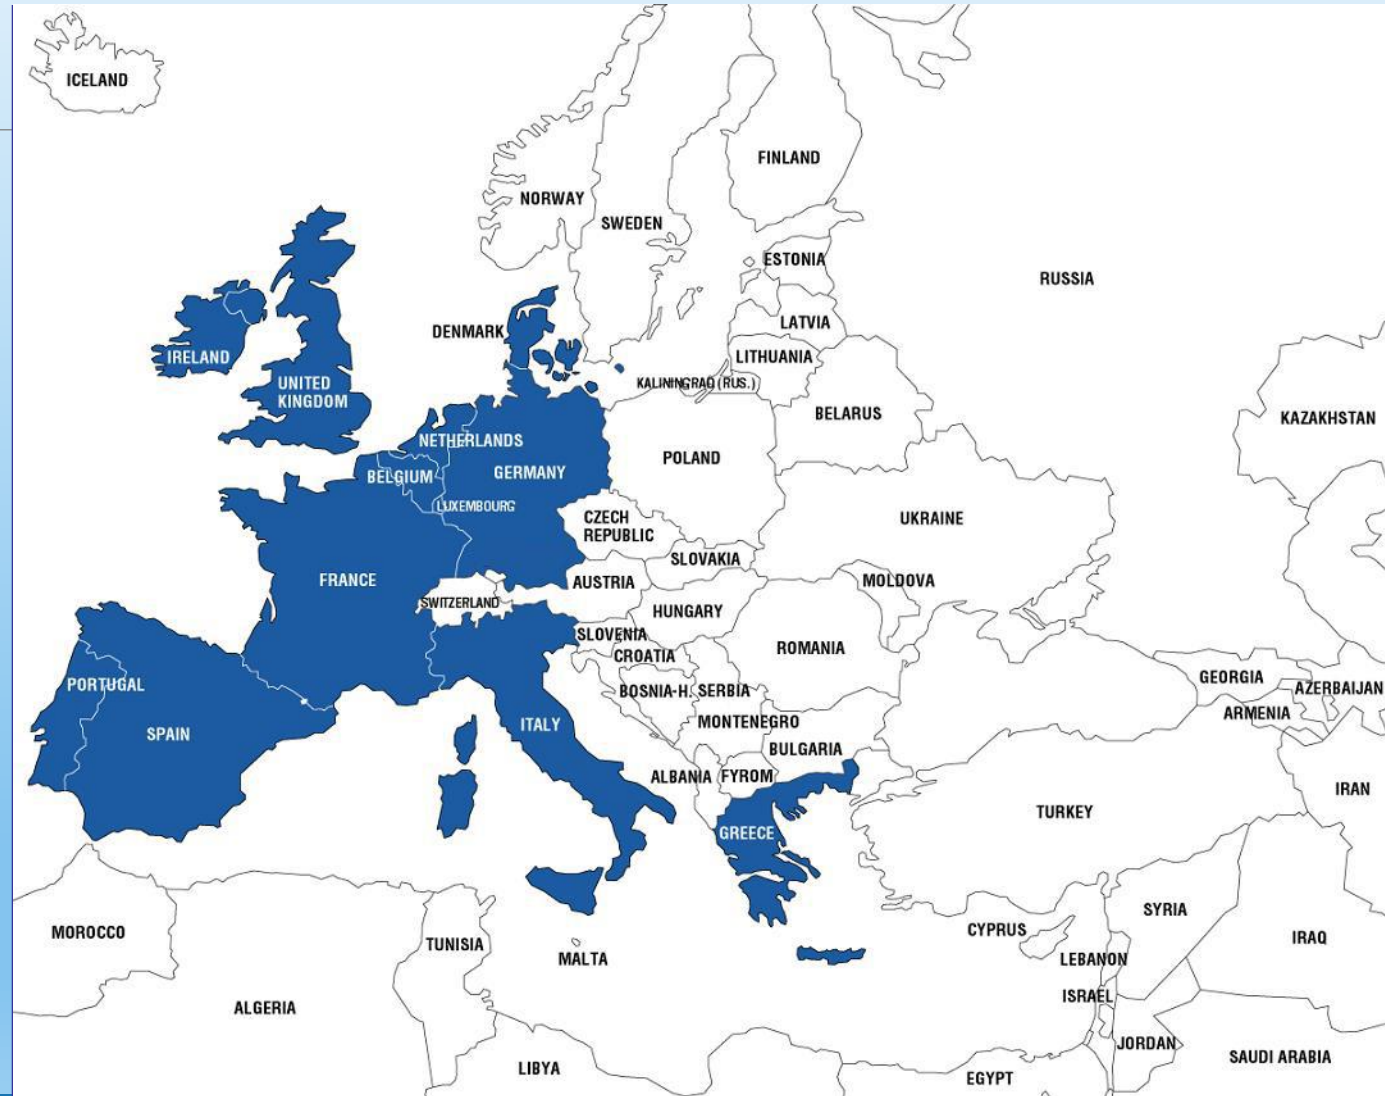 ICELAND
FINLAND
NORWAY
SWEDEN
ESTONIA
RUSSIA
LATVIA
DENMARK
LITHUANIA
IRELAND
UNITED
KINGDOM
KALININGRAD (RUS.)
BELARUS
KAZAKHSTAN
NETHERLANDS
POLAND
BELGIUM
GERMANY
LUXEMBOURG
CZECH
REPUBLIC
UKRAINE
SLOVAKIA
FRANCE
AUSTRIA
MOLDOVA
SWITZERLAND
HUNGARY
SLOVENIA
ROMANIA
CROATIA
GEORGIA
PORTUGAL
BOSNIA-H.
SERBIA
AZERBAIJAN
ARMENIA
SPAIN
ITALY
MONTENEGRO
BULGARIA
ALBANIA
FYROM
IRAN
TURKEY
GREECE
SYRIA
MOROCCO
TUNISIA
CYPRUS
IRAQ
MALTA
LEBANON
ISRAEL
ALGERIA
JORDAN
SAUDI ARABIA
LIBYA
EGYPT